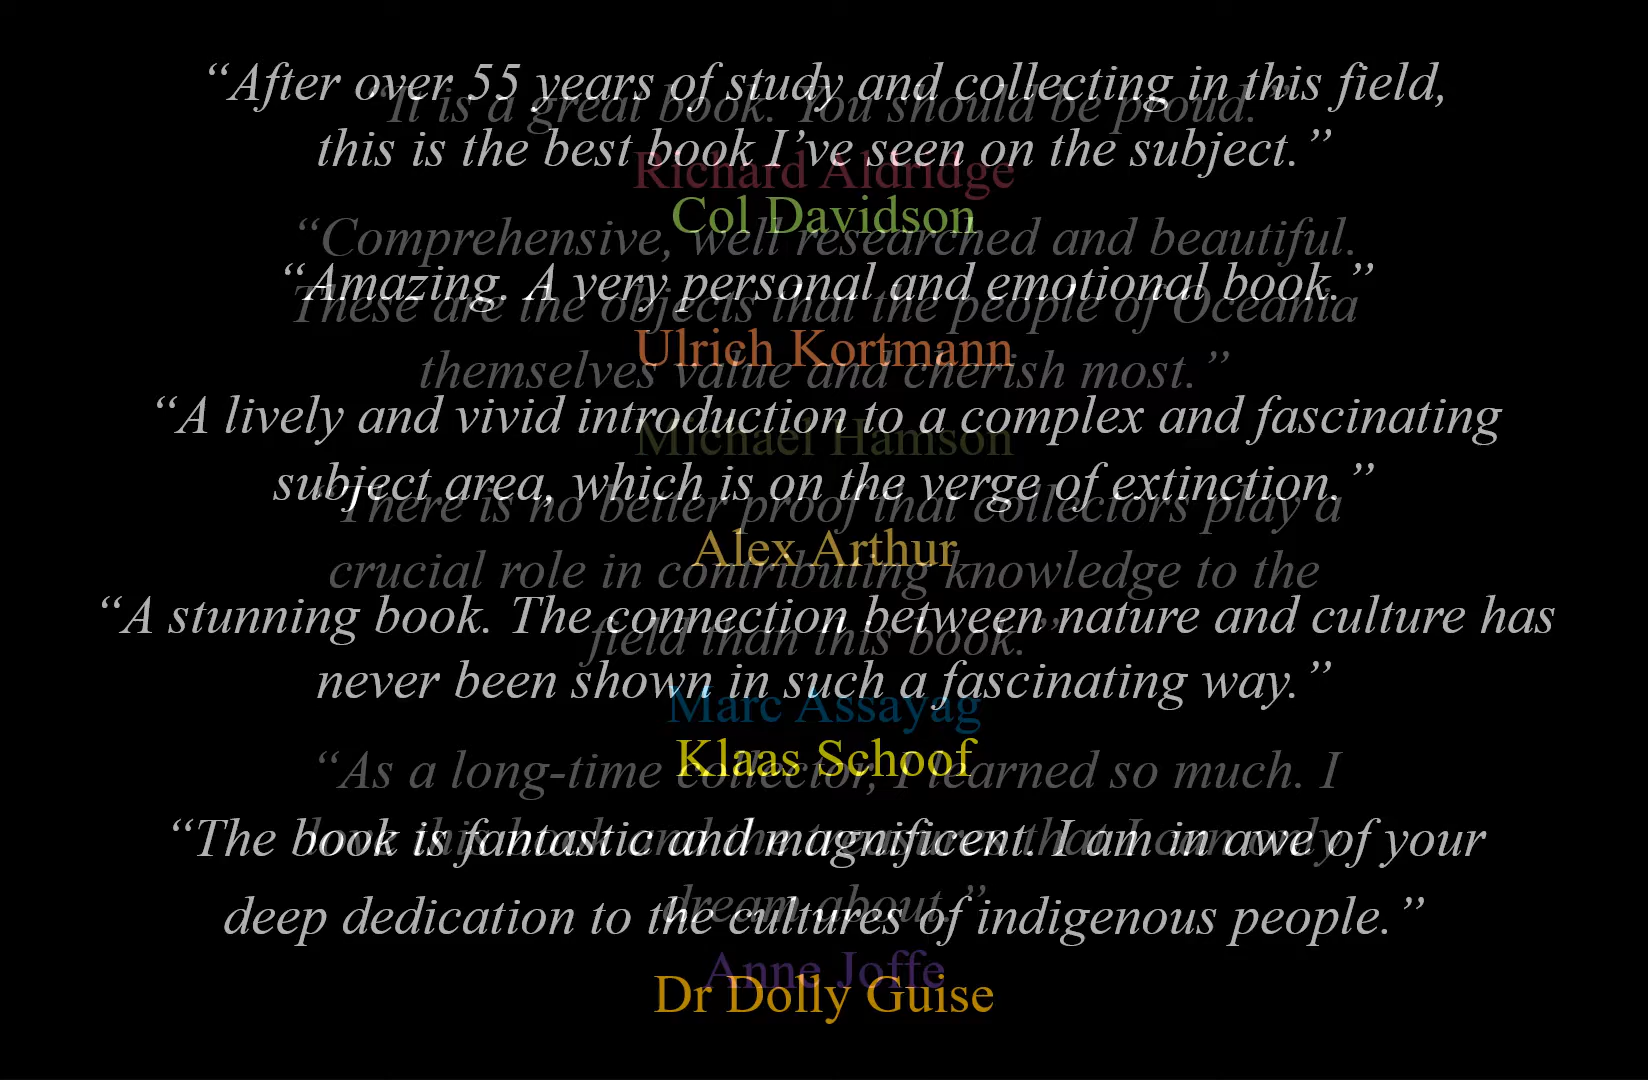 “After over 55 years of study and collecting in this field,
this is the best book I’ve seen on the subject.”
Col Davidson
“Amazing. A very personal and emotional book.”
Ulrich Kortmann
“A lively and vivid introduction to a complex and fascinating
subject area, which is on the verge of extinction.”
Alex Arthur
“A stunning book. The connection between nature and culture has
never been shown in such a fascinating way.”
Klaas Schoof
“The book is fantastic and magnificent. I am in awe of your
deep dedication to the cultures of indigenous people.”
Dr Dolly Guise
“It is a great book. You should be proud.”
Richard Aldridge
“Comprehensive, well researched and beautiful.
These are the objects that the people of Oceania
themselves value and cherish most.”
Michael Hamson
“There is no better proof that collectors play a
crucial role in contributing knowledge to the
field than this book.”
Marc Assayag
“As a long-time collector, I learned so much. I
this book and the treasures that I can only
dream about.”
Anne Joffe